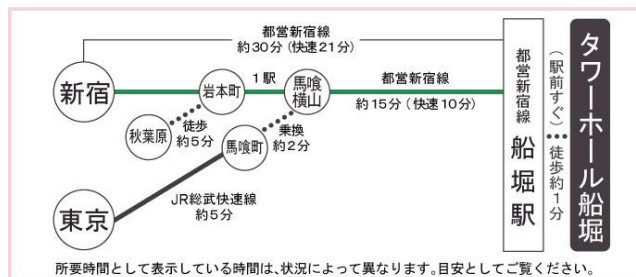 都営新宿線
約30分（快速21分）
新宿
岩本町
1駅
馬喰
横山
都営新宿線
約15分（快速10分）
秋葉原
徒歩
約5分
馬喰町
乗換
約2分
東京
JR総武快速線
約5分
都営新宿線
船堀駅
（駅前すぐ）
徒歩約1分
タワーホール船堀
所要時間として表示している時間は、状況によって異なります。目安としてご覧ください。